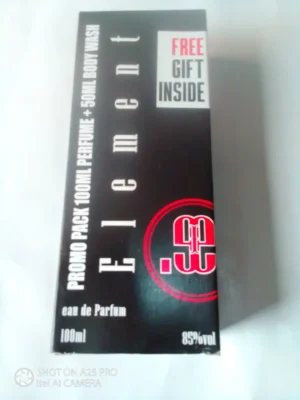 FREE
GIFT
INSIDE
PROMO PACK 100ML PERFUME + 50ML BODY WASH
Element
eau de Parfum
100ml
85%vol
SHOT ON A25 PRO
itel AI CAMERA